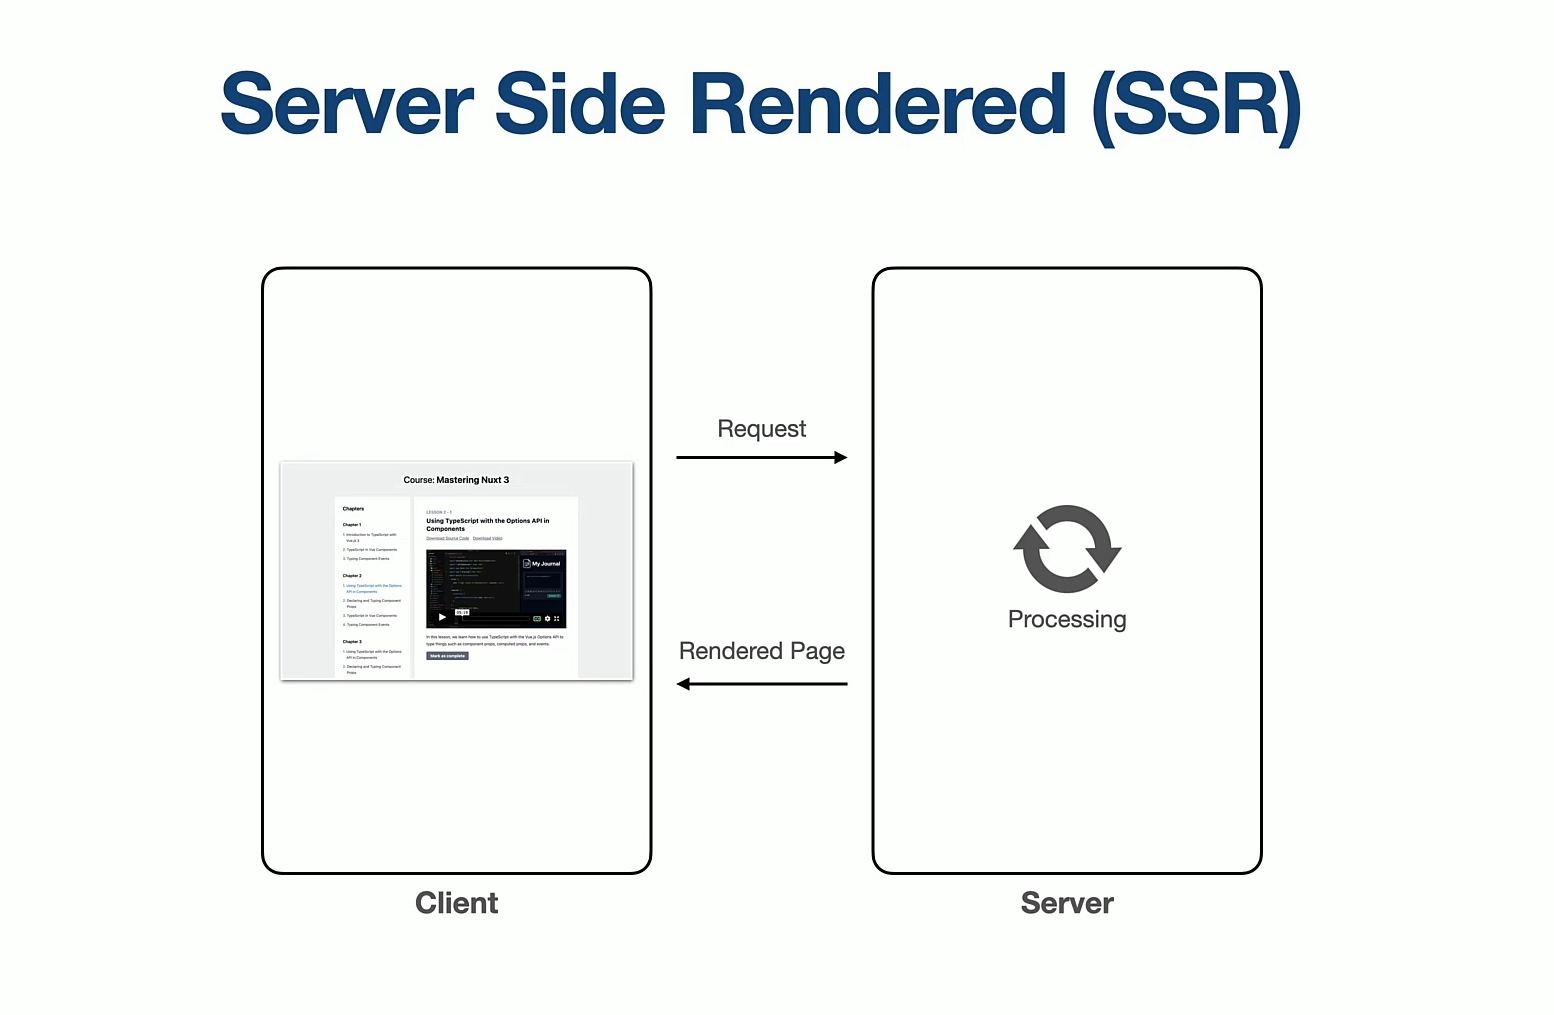 Server Side Rendered (SSR)
Request
Rendered Page
Processing
Client
Server
Course: Mastering Nuxt 3
Chapters
Chapter 1
1. Introduction to TypeScript with
Vue.js 3
2. TypeScript in Vue Components
3. Typing Component Events
Chapter 2
1. Using TypeScript with the Options
API in Components
2. Declaring and Typing Component
Props
3. TypeScript in Vue Components
4. Typing Component Events
Chapter 3
1. Using TypeScript with the Options
API in Components
2. Declaring and Typing Component
Props
LESSON 2 - 1
Using TypeScript with the Options API in
Components
Download Source Code Download Video
My Journal
In this lesson, we learn how to use TypeScript with the Vue.js Options API to
type things such as component props, computed props, and events.
Mark as complete